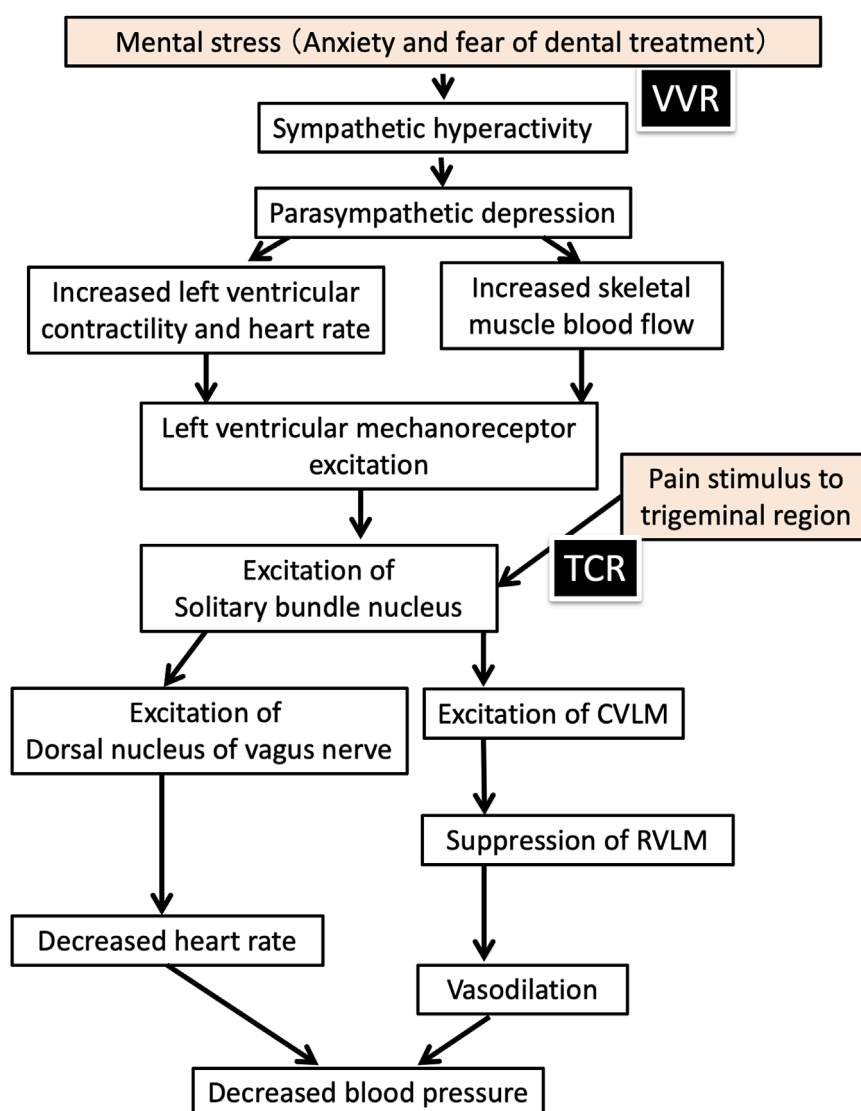 Mental stress（Anxiety and fear of dental treatment）
VVR
Sympathetic hyperactivity
Parasympathetic depression
Increased left ventricular
contractility and heart rate
Increased skeletal
muscle blood flow
Left ventricular mechanoreceptor
excitation
Pain stimulus to
trigeminal region
TCR
Excitation of
Solitary bundle nucleus
Excitation of
Dorsal nucleus of vagus nerve
Excitation of CVLM
Suppression of RVLM
Decreased heart rate
Vasodilation
Decreased blood pressure